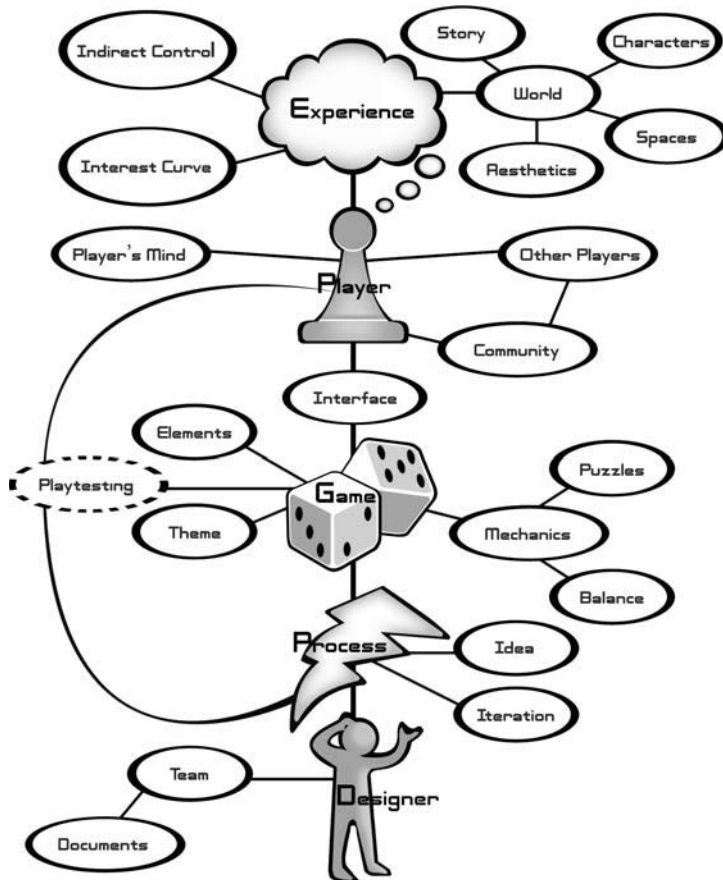 Story
Indirect Control
Characters
World
Experience
Spaces
Interest Curve
Aesthetics
Player's Mind
Other Players
Player
Community
Interface
Elements
Puzzles
Playtesting
Game
Theme
Mechanics
Balance
Process
Idea
Iteration
Team
Designer
Documents